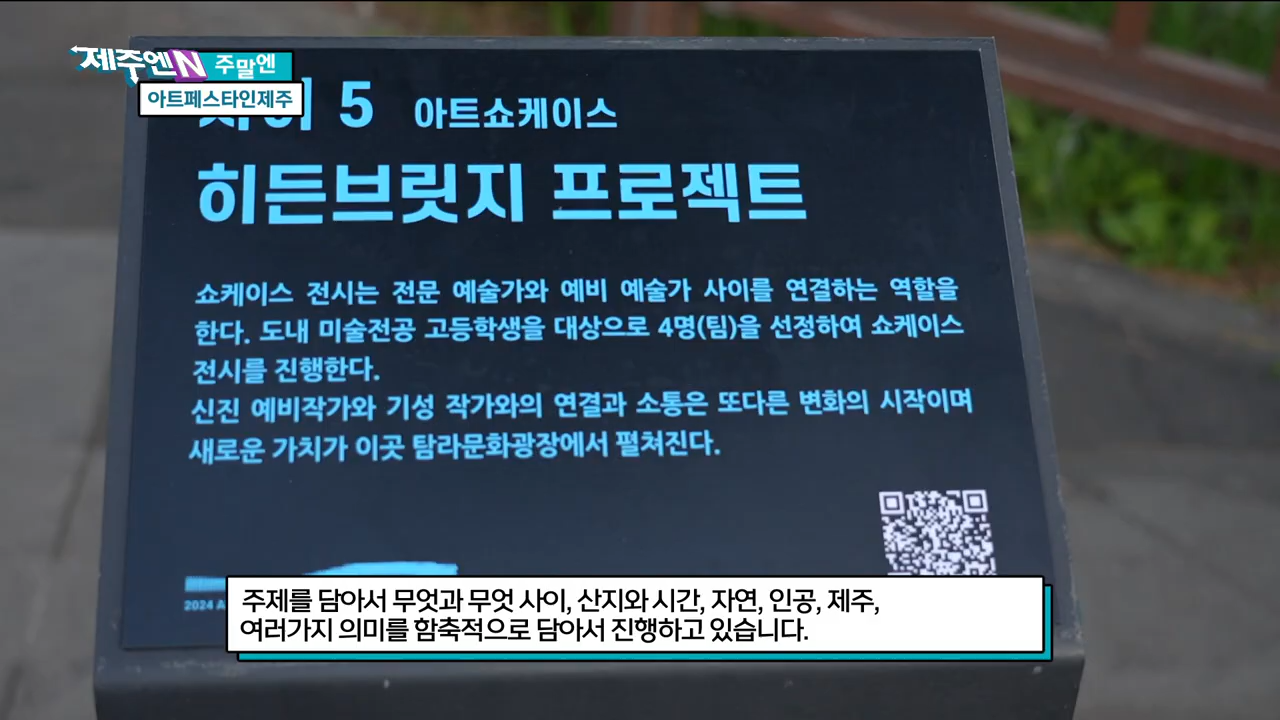 제주엔N 주말엔
아트페스타인제주
5 아트쇼케이스
히든브릿지 프로젝트
쇼케이스 전시는 전문 예술가와 예비 예술가 사이를 연결하는 역할을
한다. 도내 미술전공 고등학생을 대상으로 4명(팀)을 선정하여 쇼케이스
전시를 진행한다.
신진 예비작가와 기성 작가와의 연결과 소통은 또다른 변화의 시작이며
새로운 가치가 이곳 탐라문화광장에서 펼쳐진다.
2024 A
주제를 담아서 무엇과 무엇 사이, 산지와 시간, 자연, 인공, 제주,
여러가지 의미를 함축적으로 담아서 진행하고 있습니다.